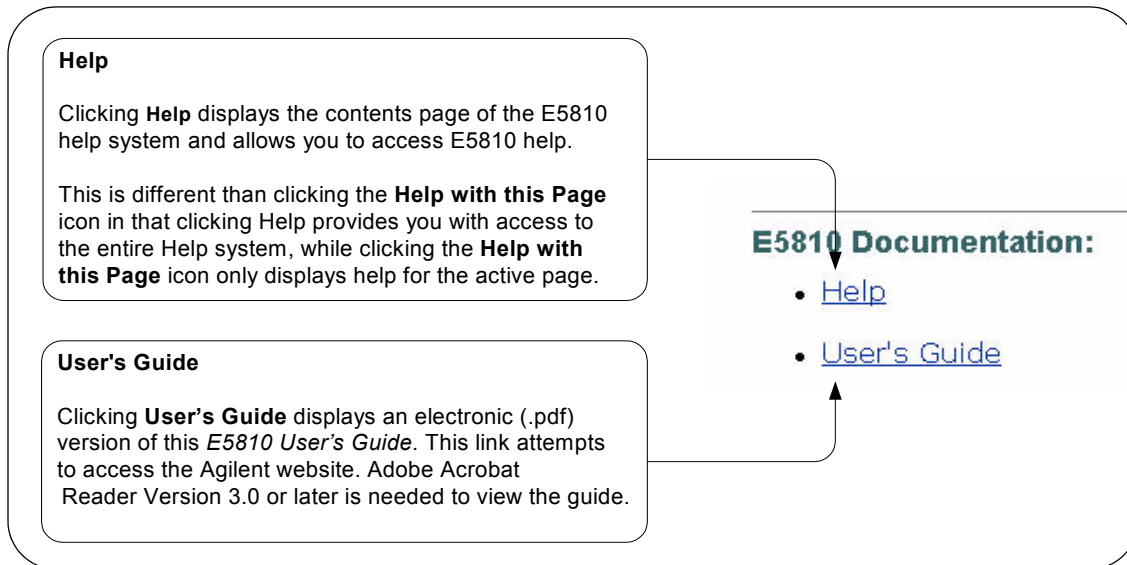 Help
Clicking Help displays the contents page of the E5810
help system and allows you to access E5810 help.
This is different than clicking the Help with this Page
icon in that clicking Help provides you with access to
the entire Help system, while clicking the Help with
this Page icon only displays help for the active page.
User's Guide
Clicking User’s Guide displays an electronic (.pdf)
version of this E5810 User’s Guide. This link attempts
to access the Agilent website. Adobe Acrobat
Reader Version 3.0 or later is needed to view the guide.
E5810 Documentation:
• Help
• User's Guide